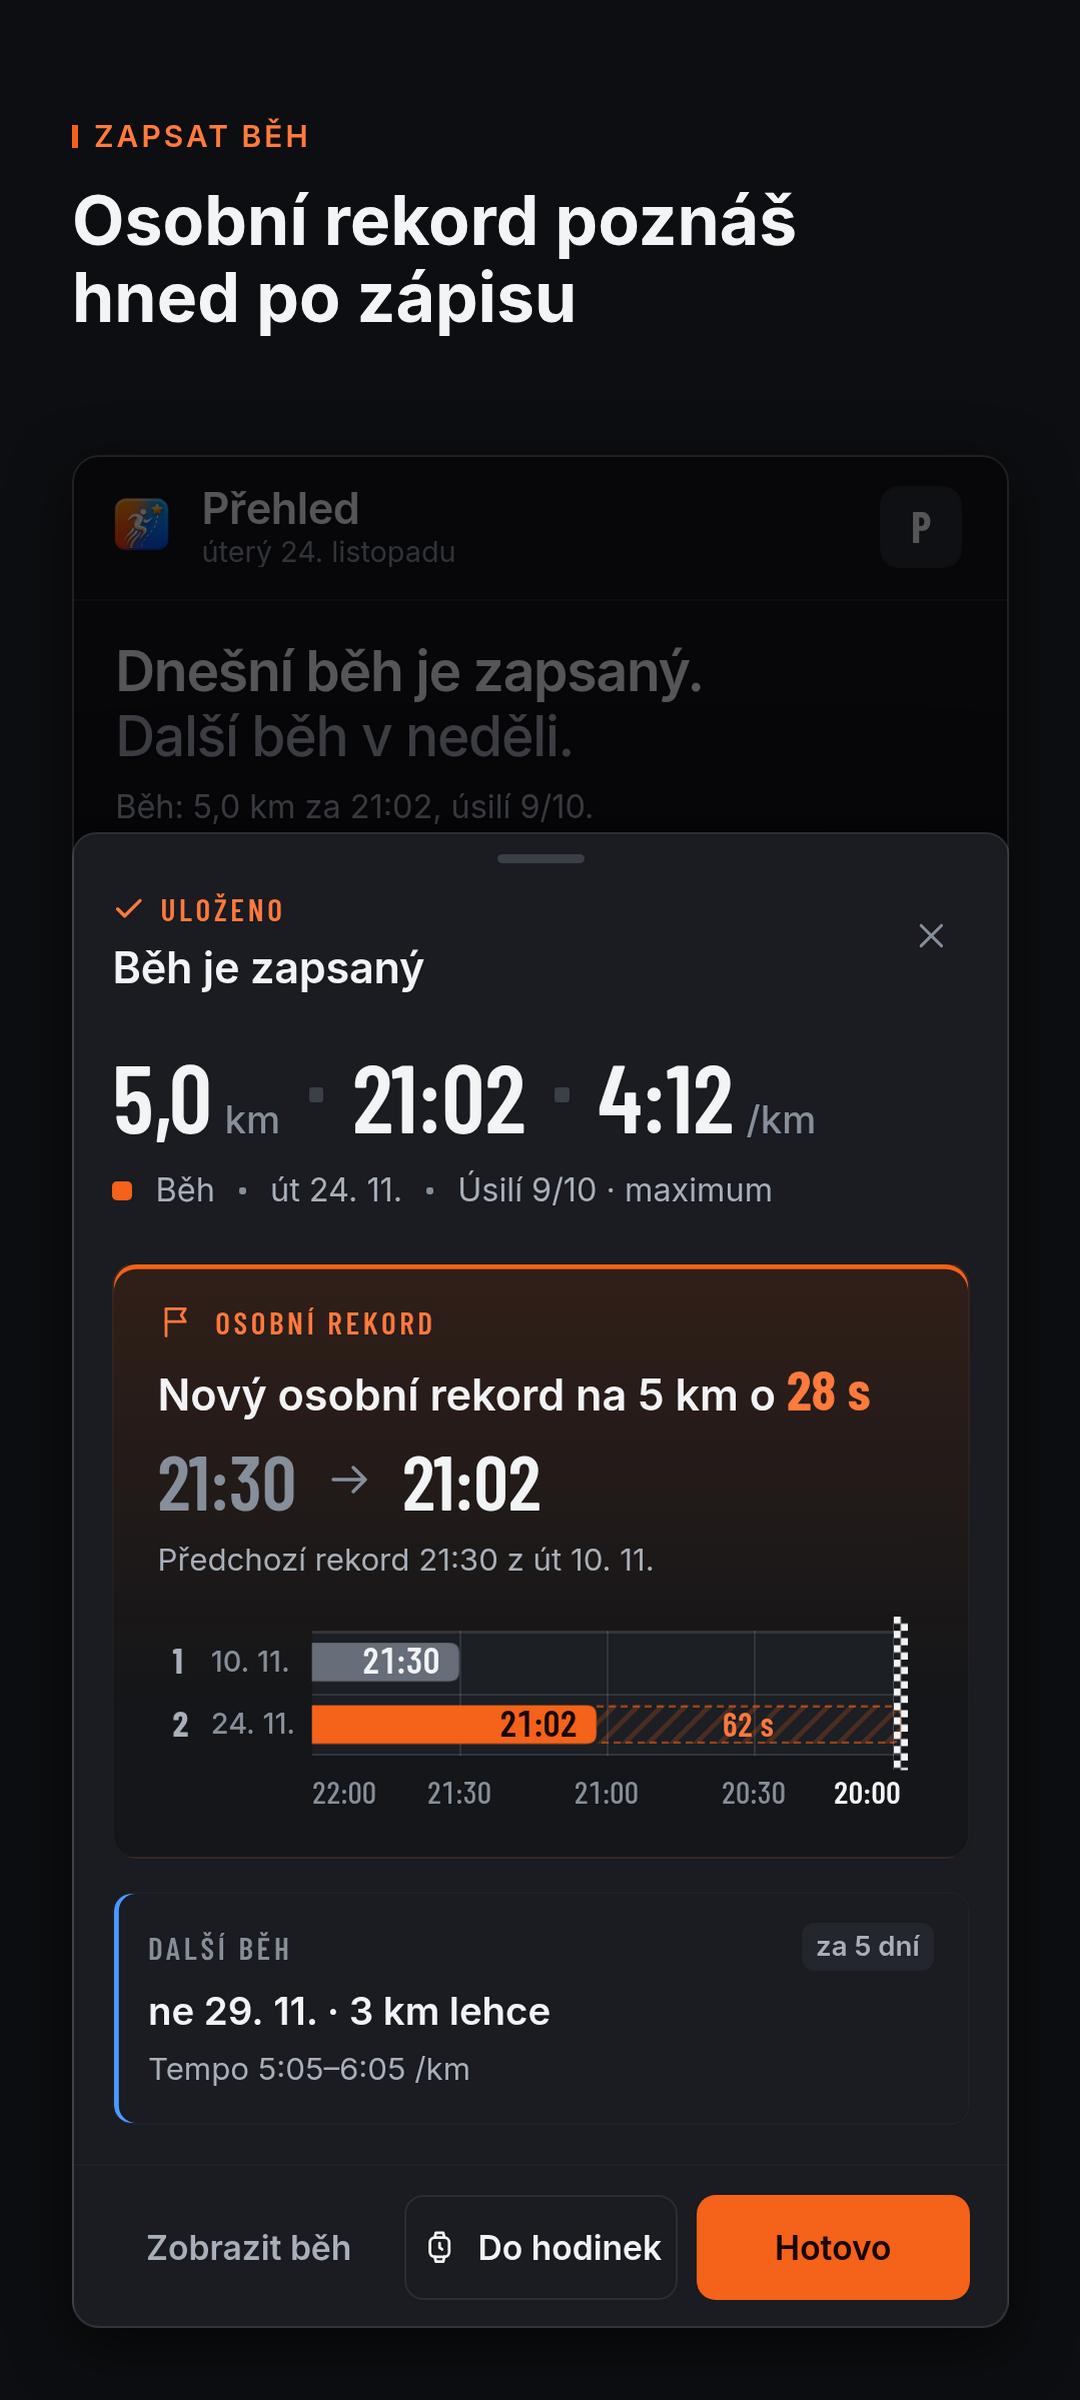 ZAPSAT BĚH
Osobní rekord poznáš
hned po zápisu
Přehled
úterý 24. listopadu
P
Dnešní běh je zapsaný.
Další běh v neděli.
Běh: 5,0 km za 21:02, úsilí 9/10.
ULOŽENO
Běh je zapsaný
5,0 km · 21:02 · 4:12 /km
Běh · út 24. 11. · Úsilí 9/10 · maximum
OSOBNÍ REKORD
Nový osobní rekord na 5 km o 28 s
21:30 → 21:02
Předchozí rekord 21:30 z út 10. 11.
1 10. 11. 21:30
2 24. 11. 21:02 62 s
22:00 21:30 21:00 20:30 20:00
DALŠÍ BĚH za 5 dní
ne 29. 11. · 3 km lehce
Tempo 5:05–6:05 /km
Zobrazit běh Do hodinek Hotovo